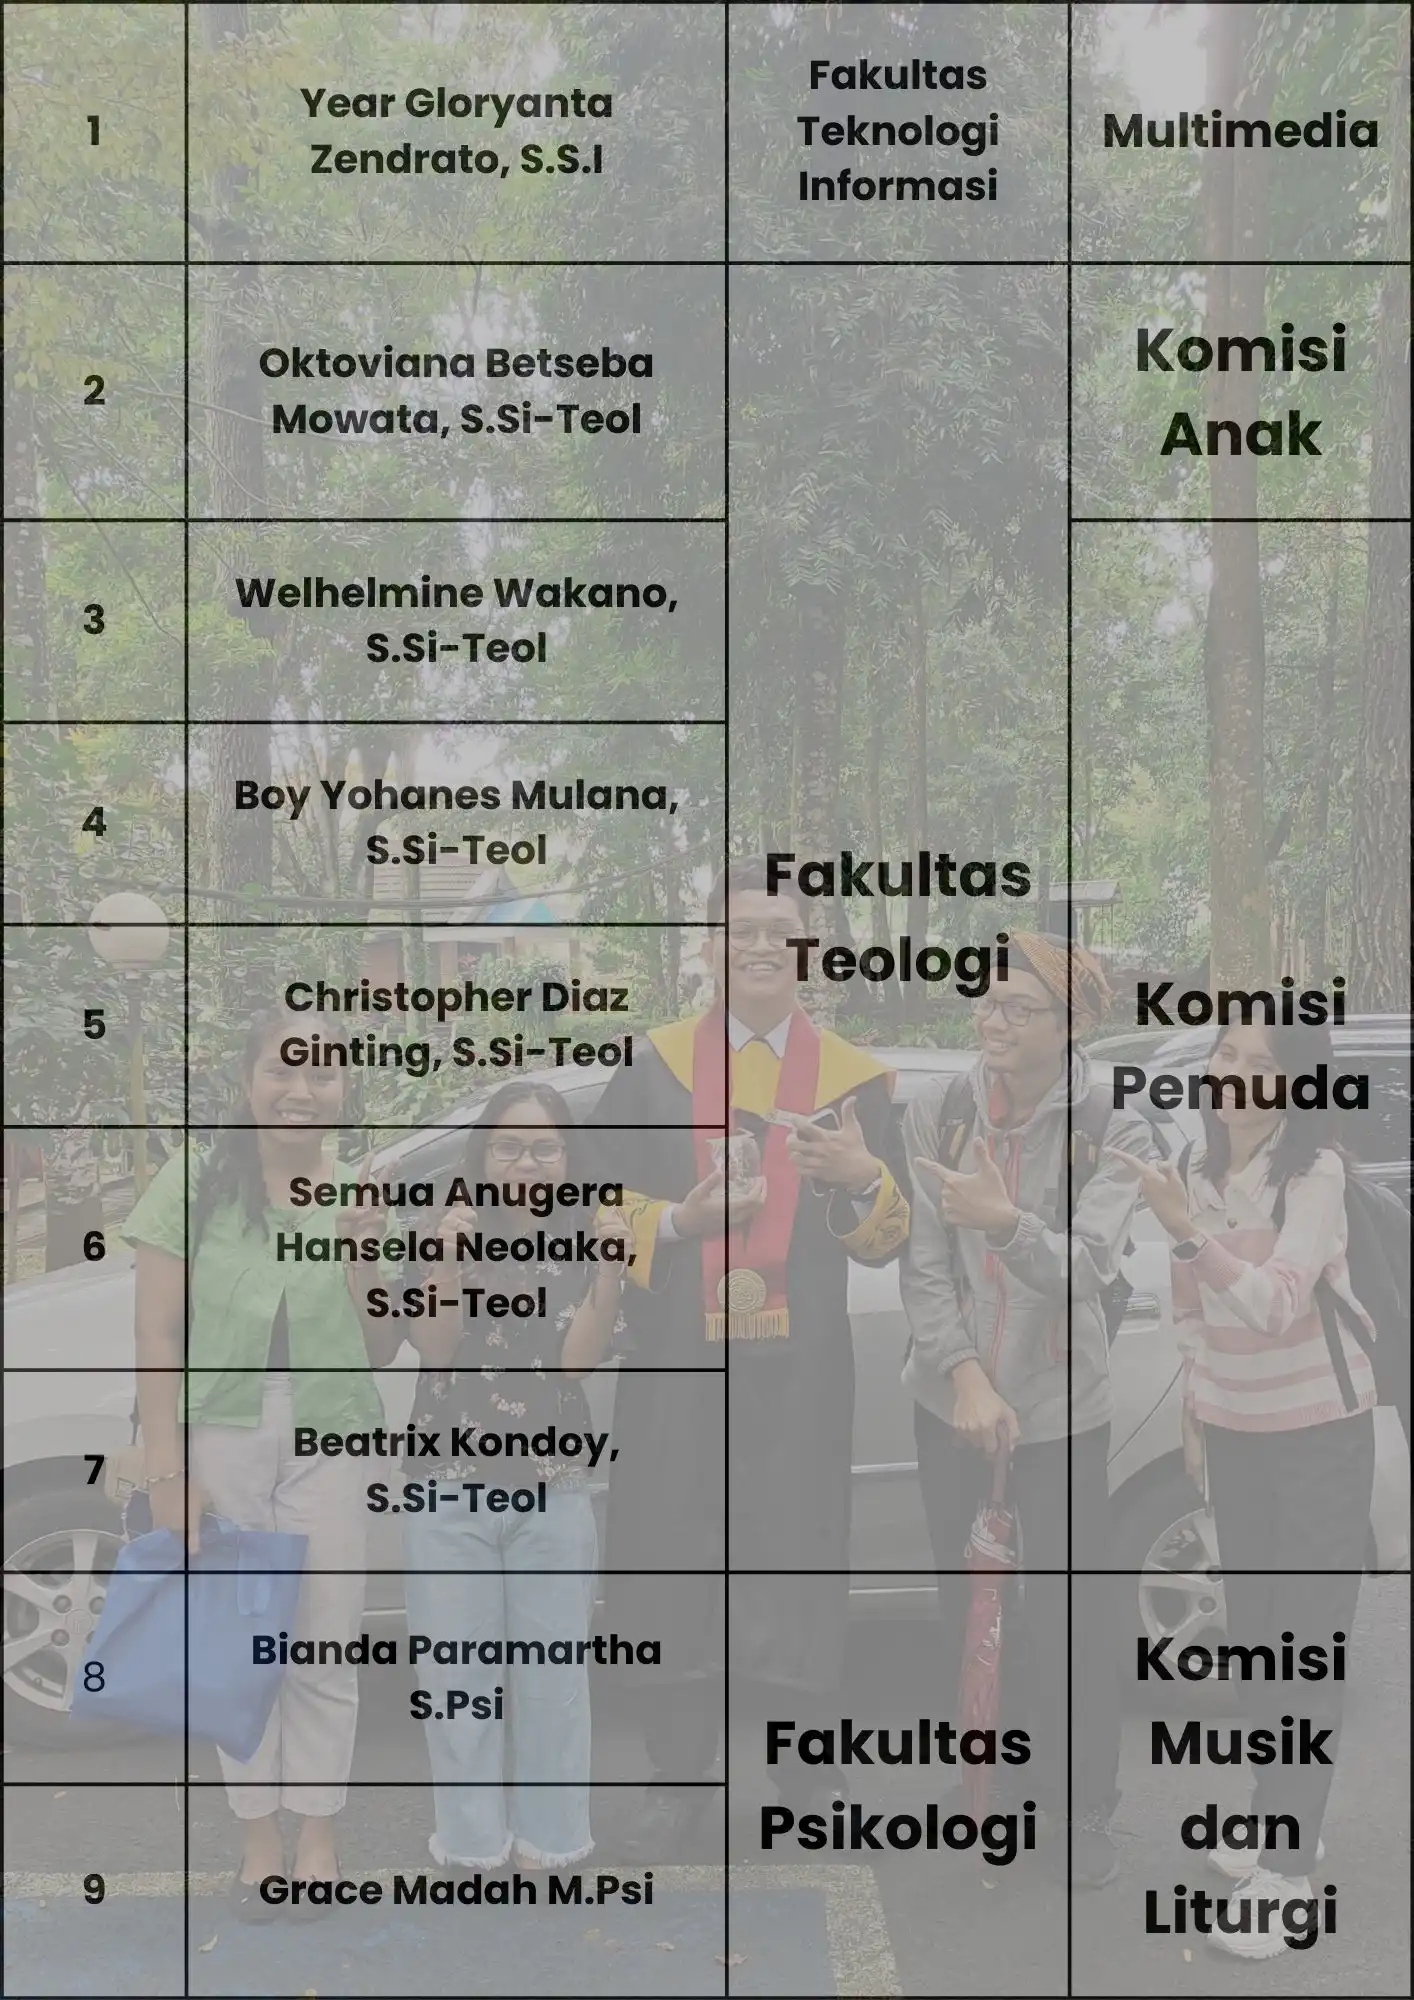 1
Year Gloryanta
Zendrato, S.S.I
Fakultas
Teknologi
Informasi
Multimedia
2
Oktoviana Betseba
Mowata, S.Si-Teol
Komisi
Anak
3
Welhelmine Wakano,
S.Si-Teol
4
Boy Yohanes Mulana,
S.Si-Teol
Fakultas
Teologi
5
Christopher Diaz
Ginting, S.Si-Teol
Komisi
Pemuda
6
Semua Anugera
Hansela Neolaka,
S.Si-Teol
7
Beatrix Kondoy,
S.Si-Teol
8
Bianda Paramartha
S.Psi
Fakultas
Psikologi
Komisi
Musik
dan
Liturgi
9
Grace Madah M.Psi